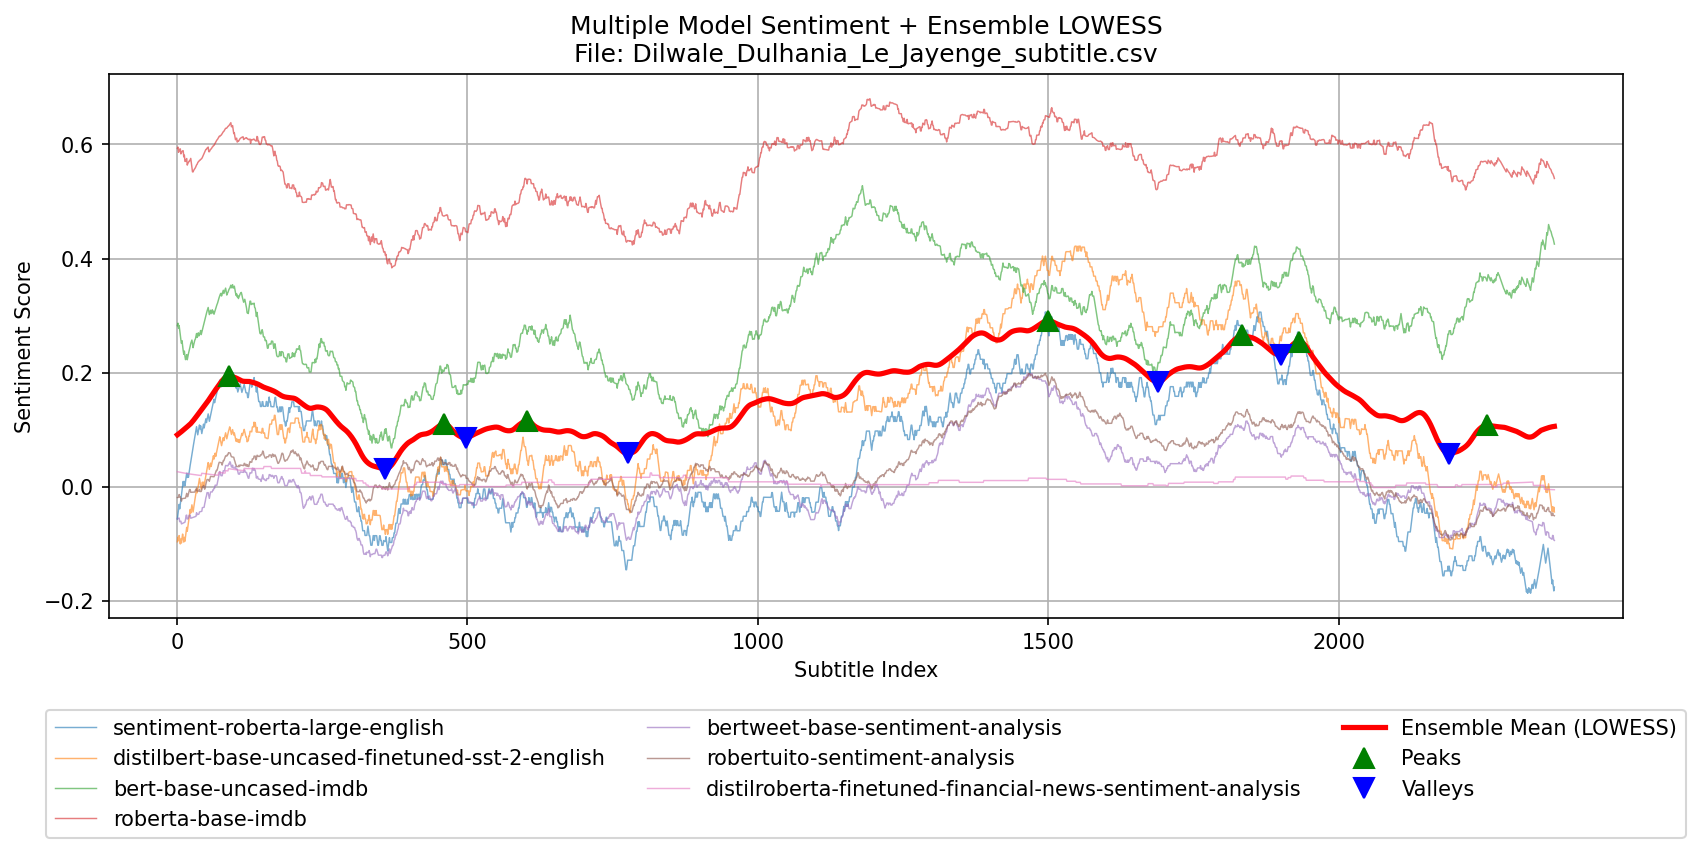 Multiple Model Sentiment + Ensemble LOWESS
File: Dilwale_Dulhania_Le_Jayenge_subtitle.csv
Sentiment Score
0.6
0.4
0.2
0.0
−0.2
0 500 1000 1500 2000
Subtitle Index
sentiment-roberta-large-english
distilbert-base-uncased-finetuned-sst-2-english
bert-base-uncased-imdb
roberta-base-imdb
bertweet-base-sentiment-analysis
robertuito-sentiment-analysis
distilroberta-finetuned-financial-news-sentiment-analysis
Ensemble Mean (LOWESS)
Peaks
Valleys